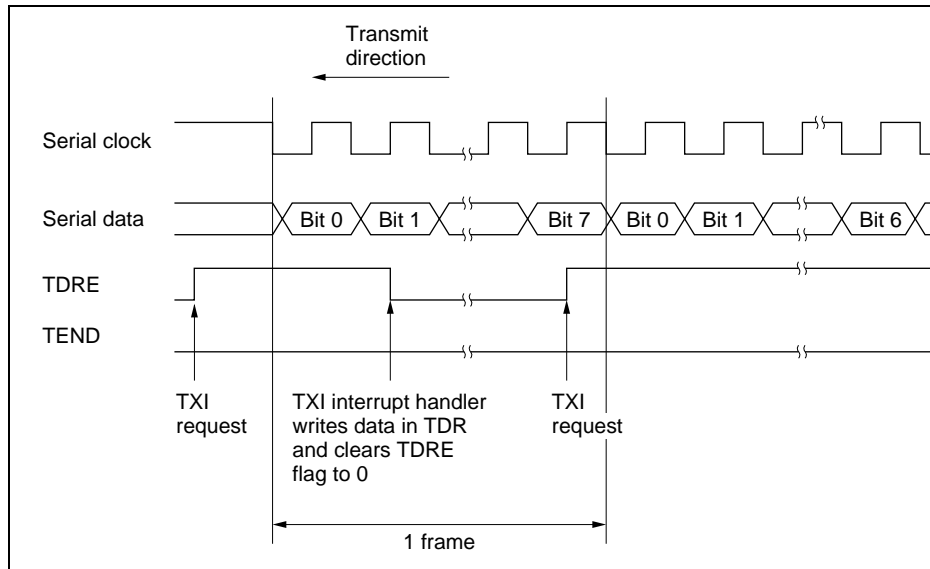 Transmit
direction
Serial clock
Serial data
Bit 0
Bit 1
Bit 7
Bit 0
Bit 1
Bit 6
TDRE
TEND
TXI
request
TXI interrupt handler
writes data in TDR
and clears TDRE
flag to 0
TXI
request
1 frame